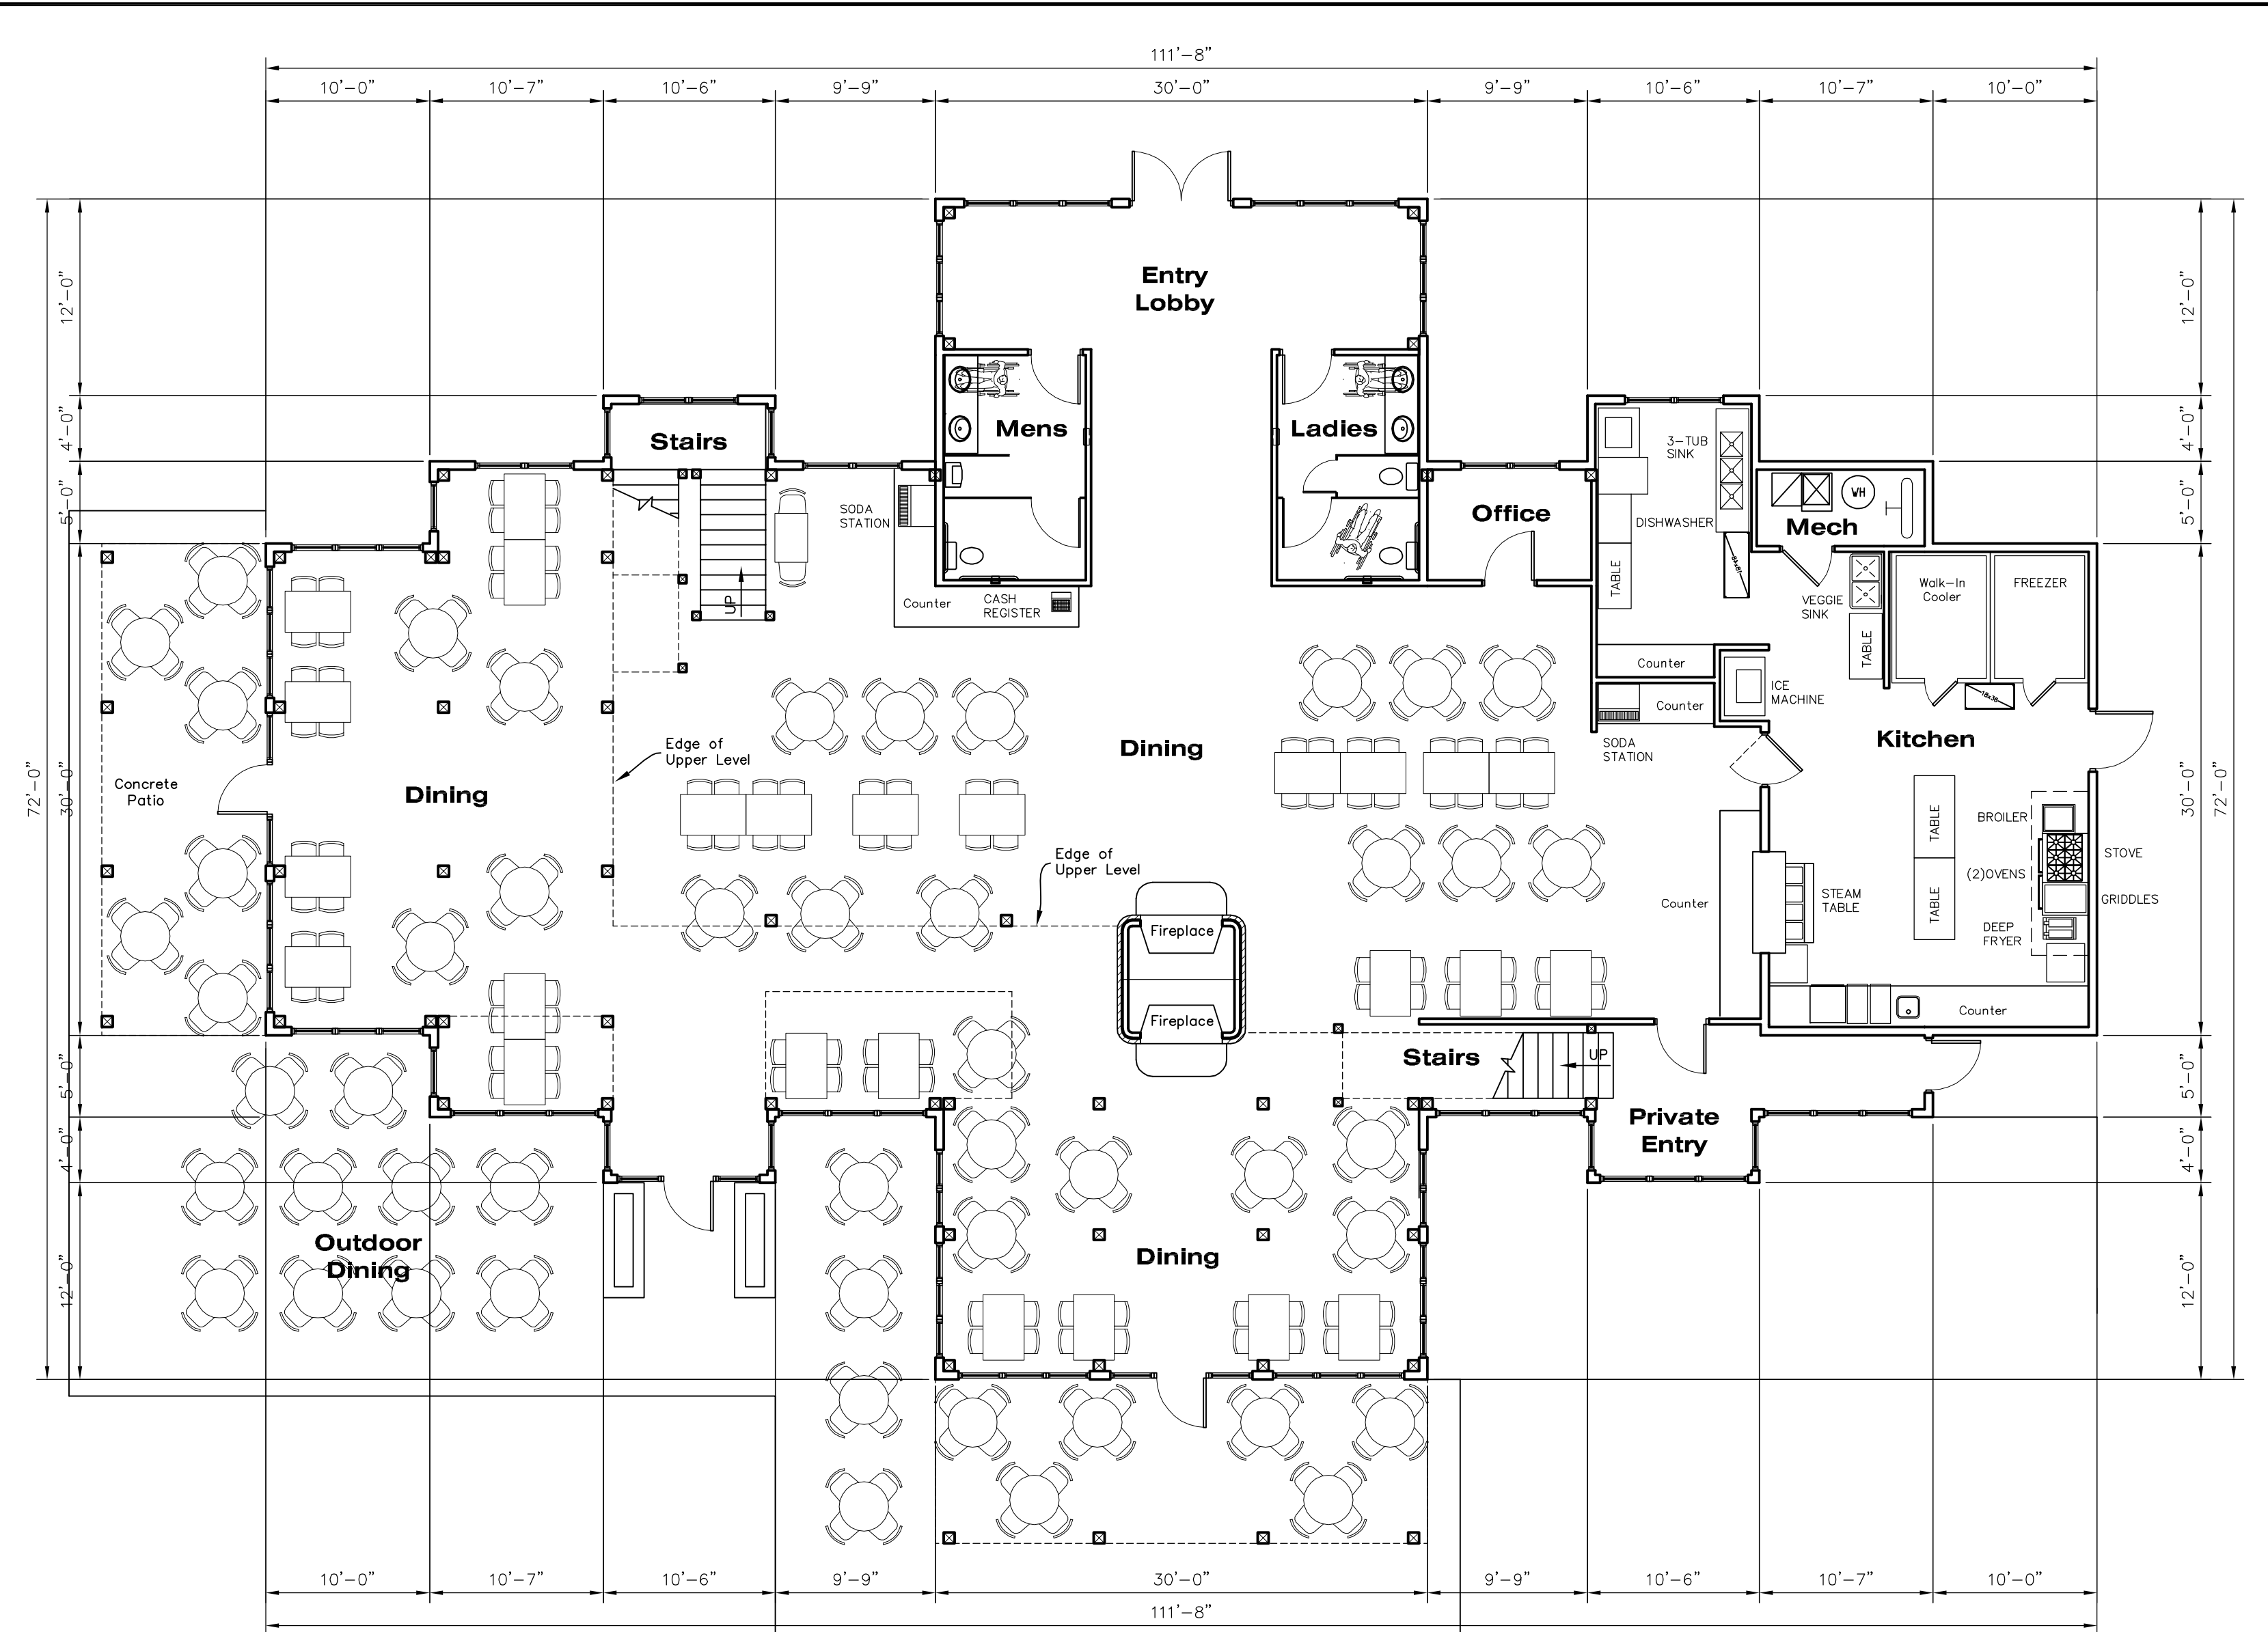 111'-8"
10'-0" 10'-7" 10'-6" 9'-9" 30'-0" 9'-9" 10'-6" 10'-7" 10'-0"
12'-0"
4'-0"
5'-0"
30'-0"
72'-0"
5'-0"
4'-0"
12'-0"
Entry
Lobby
Stairs
Mens
Ladies
Office
3-TUB
SINK
DISHWASHER
WH
Mech
SODA
STATION
Counter
CASH
REGISTER
UP
TABLE
VEGGIE
SINK
TABLE
Walk-In
Cooler
FREEZER
18x36
Counter
Counter
ICE
MACHINE
SODA
STATION
Kitchen
Concrete
Patio
Dining
Edge of
Upper Level
Dining
Edge of
Upper Level
Fireplace
Fireplace
Counter
STEAM
TABLE
TABLE
TABLE
BROILER
STOVE
(2)OVENS
GRIDDLES
DEEP
FRYER
Counter
Stairs
UP
Private
Entry
Outdoor
Dining
Dining
12'-0"
4'-0"
5'-0"
30'-0"
72'-0"
5'-0"
4'-0"
12'-0"
10'-0" 10'-7" 10'-6" 9'-9" 30'-0" 9'-9" 10'-6" 10'-7" 10'-0"
111'-8"